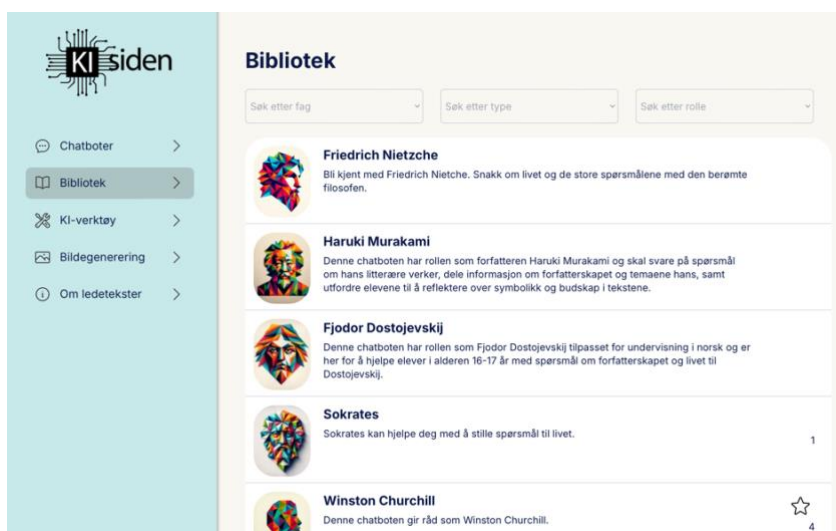 KI siden
Chatboter
Bibliotek
KI-verktøy
Bildegenerering
Om ledetekster
Bibliotek
Søk etter fag
Søk etter type
Søk etter rolle
Friedrich Nietzche
Bli kjent med Friedrich Nietche. Snakk om livet og de store spørsmålene med den berømte
filosofen.
Haruki Murakami
Denne chatboten har rollen som forfatteren Haruki Murakami og skal svare på spørsmål
om hans litterære verker, dele informasjon om forfatterskapet og temaene hans, samt
utfordre elevene til å reflektere over symbolikk og budskap i tekstene.
Fjodor Dostojevskij
Denne chatboten har rollen som Fjodor Dostojevskij tilpasset for undervisning i norsk og er
her for å hjelpe elever i alderen 16-17 år med spørsmål om forfatterskapet og livet til
Dostojevskij.
Sokrates
Sokrates kan hjelpe deg med å stille spørsmål til livet.
1
Winston Churchill
Denne chatboten gir råd som Winston Churchill.
4